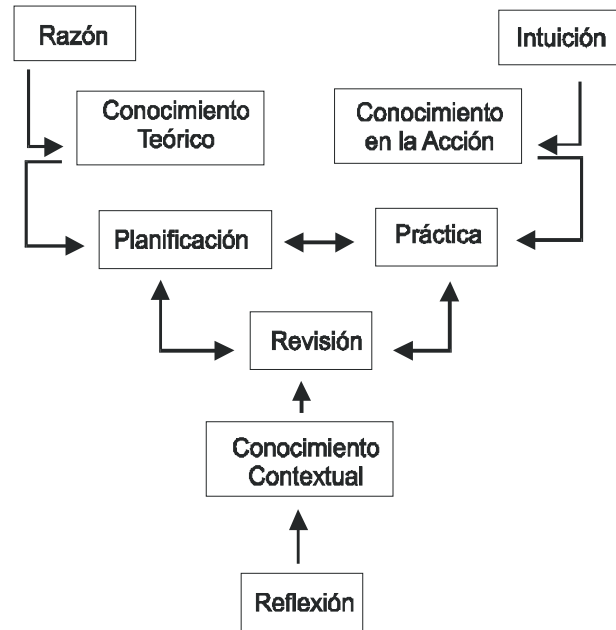 Razón
Intuición
Conocimiento
Teórico
Conocimiento
en la Acción
Planificación
Práctica
Revisión
Conocimiento
Contextual
Reflexión